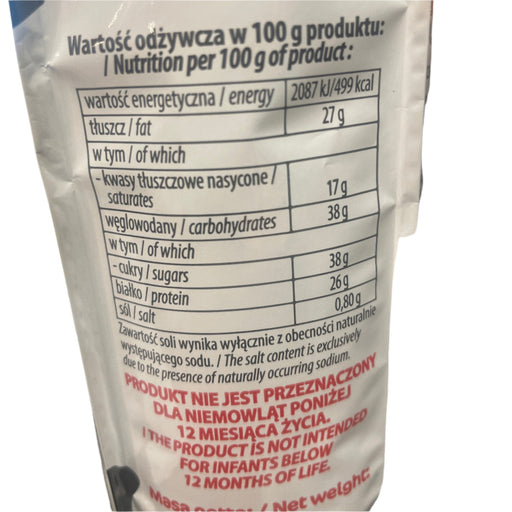 Wartość odżywcza w 100 g produktu:
/ Nutrition per 100 g of product:
wartość energetyczna / energy 2087 kJ/499 kcal
tłuszcz / fat 27 g
w tym / of which
- kwasy tłuszczowe nasycone /
saturates 17 g
węglowodany / carbohydrates 38 g
w tym / of which
- cukry / sugars 38 g
białko / protein 26 g
sól / salt 0,80 g
Zawartość soli wynika wyłącznie z obecności naturalnie
występującego sodu. / The salt content is exclusively
due to the presence of naturally occurring sodium.
PRODUKT NIE JEST PRZEZNACZONY
DLA NIEMOWLĄT PONIŻEJ
12 MIESIĄCA ŻYCIA.
/ THE PRODUCT IS NOT INTENDED
FOR INFANTS BELOW
12 MONTHS OF LIFE.
Masa netto: / Net weight: